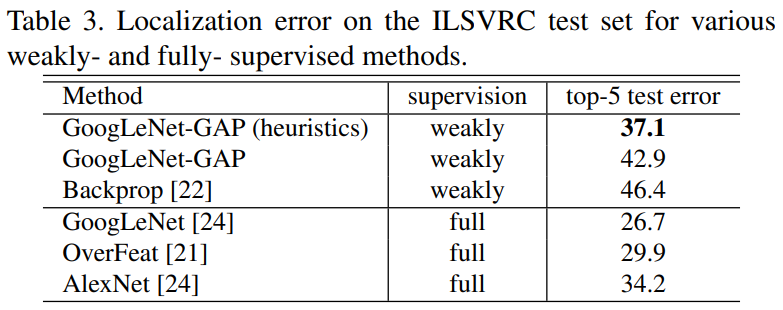 Table 3. Localization error on the ILSVRC test set for various
weakly- and fully- supervised methods.
Method supervision top-5 test error
GoogLeNet-GAP (heuristics) weakly 37.1
GoogLeNet-GAP weakly 42.9
Backprop [22] weakly 46.4
GoogLeNet [24] full 26.7
OverFeat [21] full 29.9
AlexNet [24] full 34.2